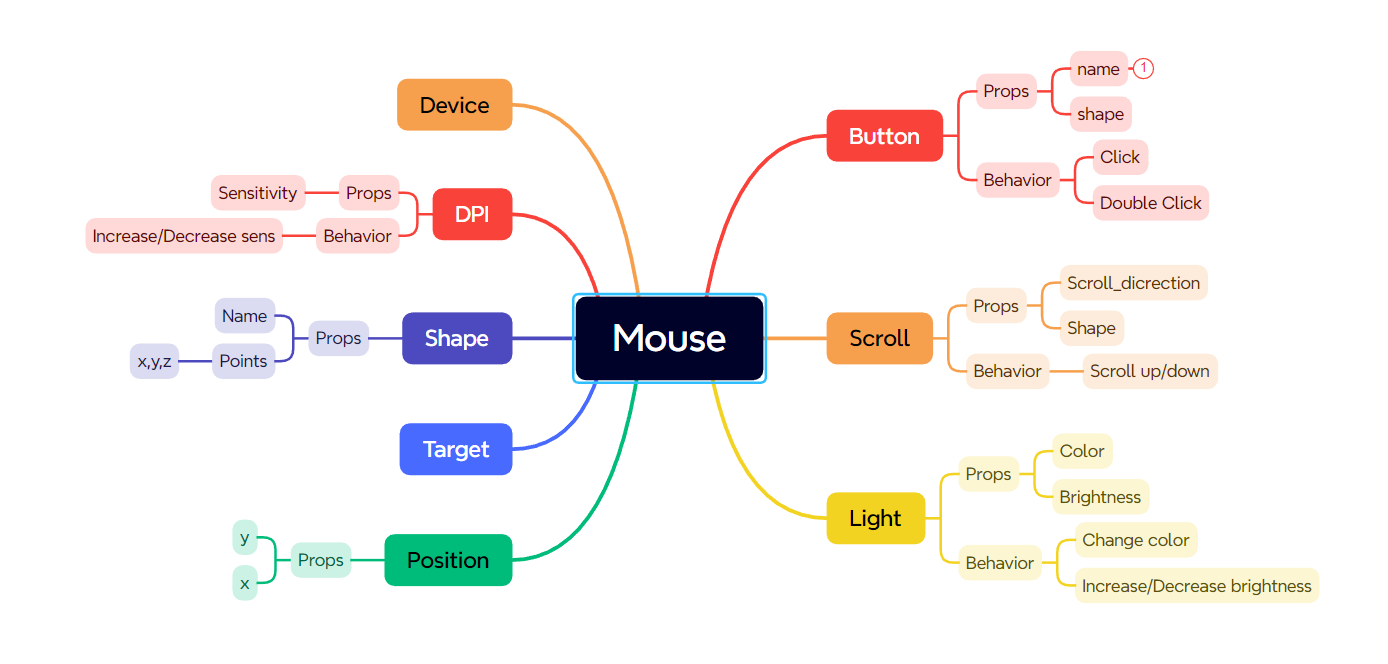 Mouse
Device
DPI
Props
Sensitivity
Behavior
Increase/Decrease sens
Shape
Props
Name
Points
x,y,z
Target
Position
Props
y
x
Button
Props
name
1
shape
Behavior
Click
Double Click
Scroll
Props
Scroll_dicrection
Shape
Behavior
Scroll up/down
Light
Props
Color
Brightness
Behavior
Change color
Increase/Decrease brightness